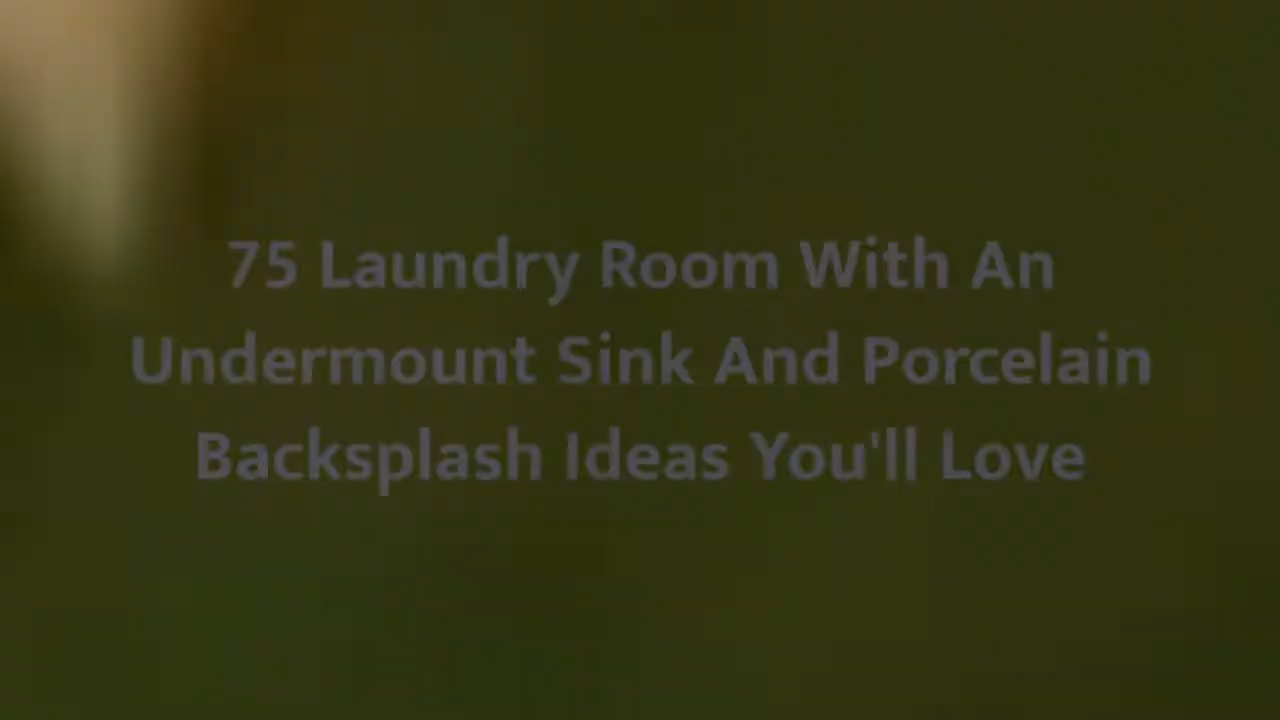 75 Laundry Room With An
Undermount Sink And Porcelain
Backsplash Ideas You'll Love